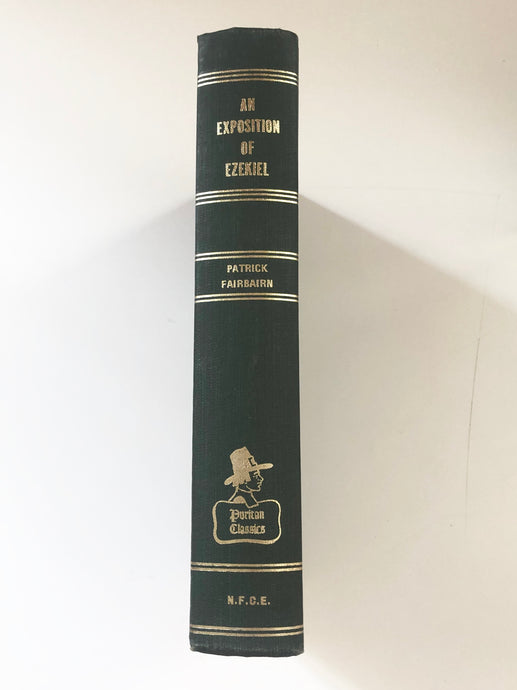 AN
EXPOSITION
OF
EZEKIEL
PATRICK
FAIRBAIRN
Puritan
Classics
N.F.C.E.